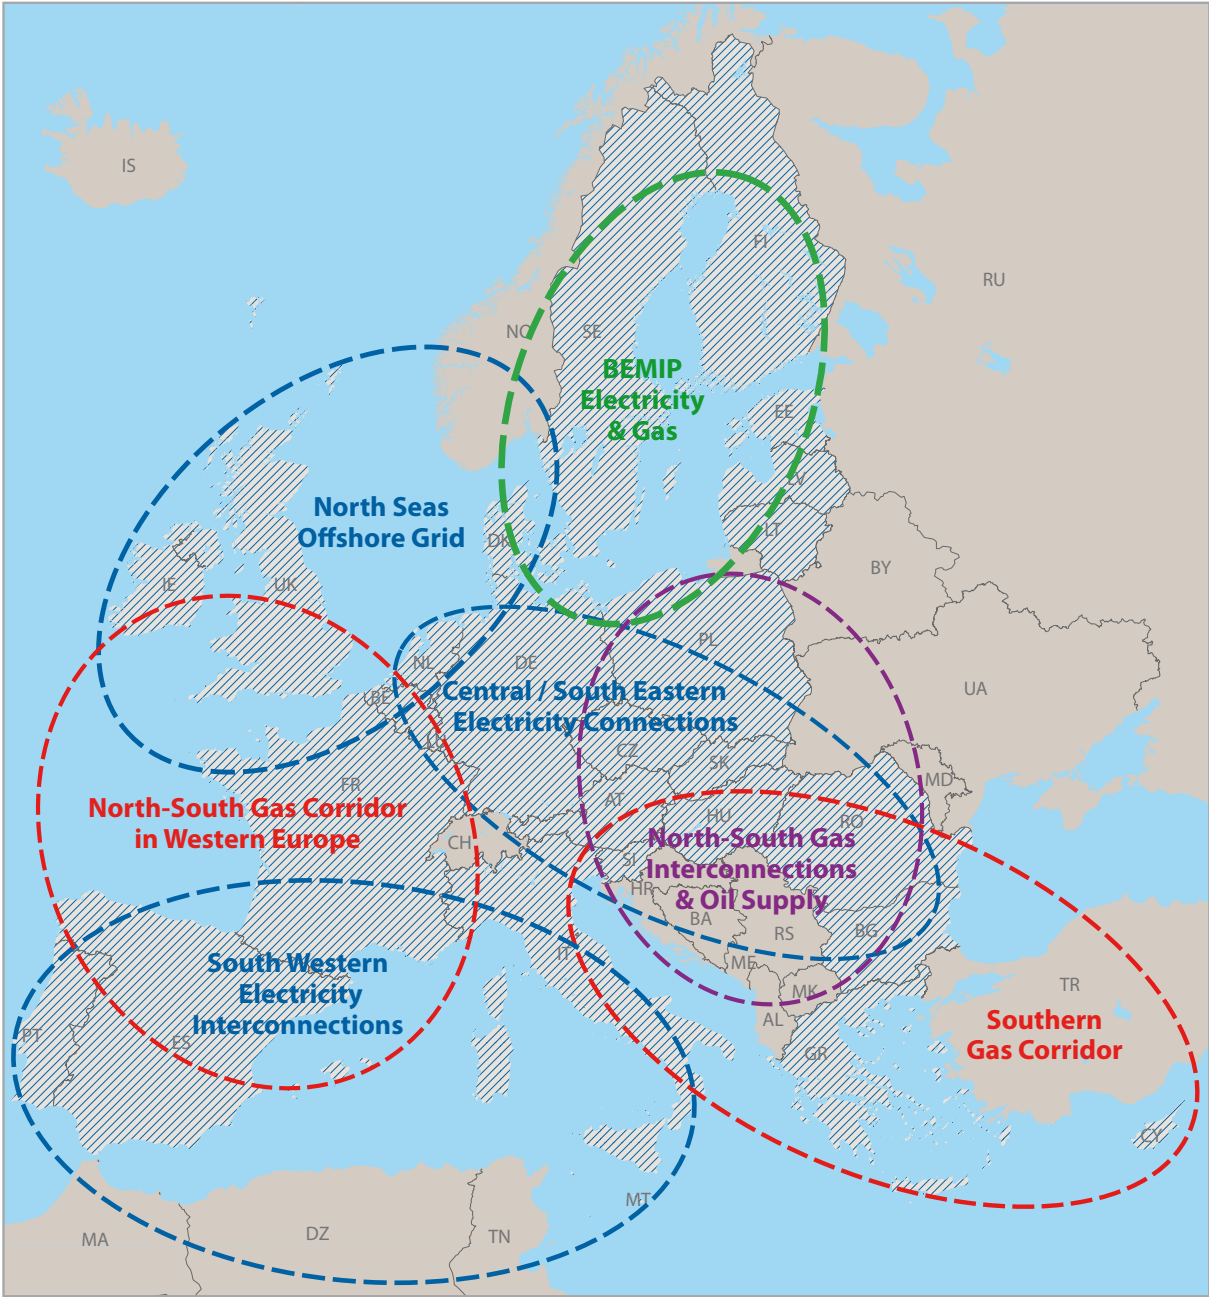 IS
FI
RU
NO
SE
BEMIP
Electricity
& Gas
EE
LV
North Seas
Offshore Grid
DK
LT
BY
IE
UK
PL
NL
DE
UA
BE
Central / South Eastern
Electricity Connections
LU
CZ
SK
MD
FR
AT
North-South Gas Corridor
in Western Europe
HU
RO
CH
North-South Gas
Interconnections
& Oil Supply
SI
HR
BA
RS
BG
IT
ME
South Western
Electricity
Interconnections
MK
TR
AL
Southern
Gas Corridor
PT
ES
GR
CY
MT
MA
DZ
TN